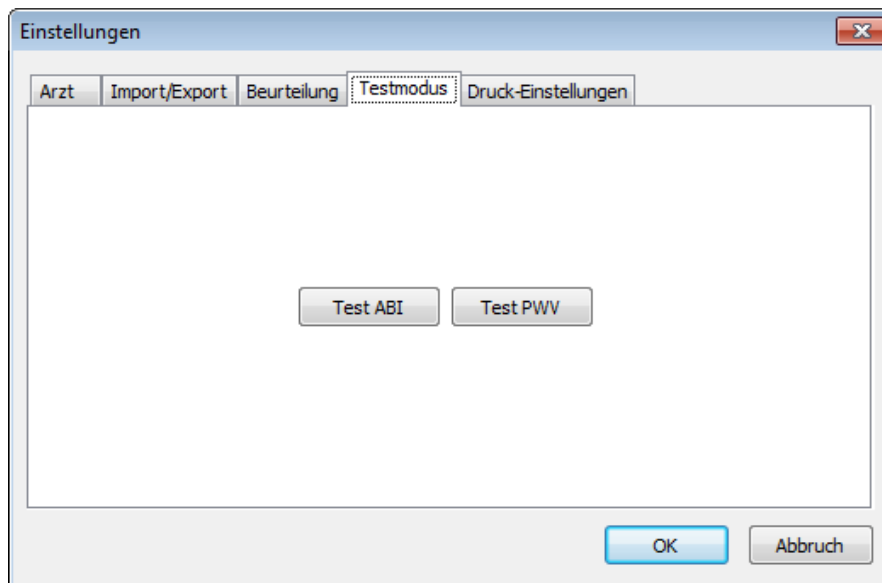 Einstellungen
Arzt Import/Export Beurteilung Testmodus Druck-Einstellungen
Test ABI Test PWV
OK Abbruch